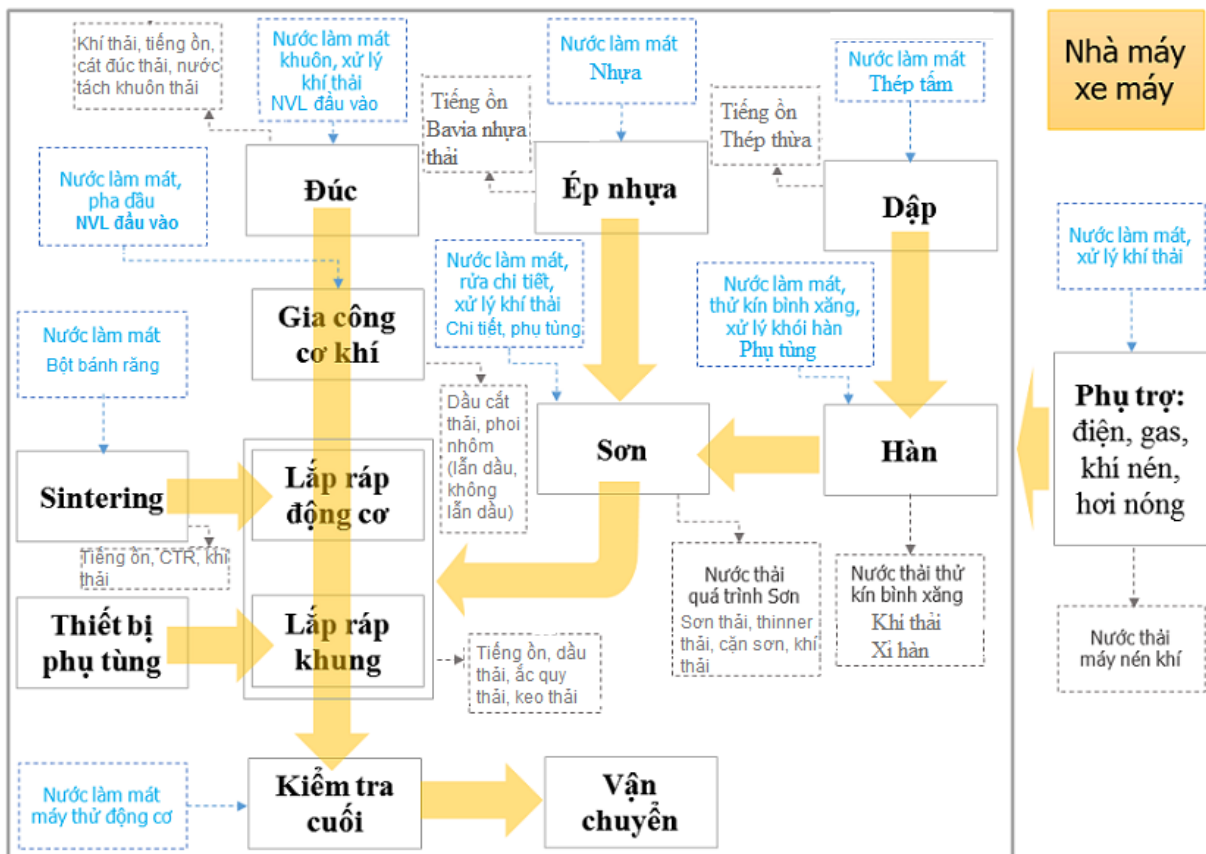 Khí thải, tiếng ồn,
cát đúc thải, nước
tách khuôn thải
Nước làm mát
khuôn, xử lý
khí thải
NVL đầu vào
Nước làm mát
Nhựa
Nước làm mát
Thép tấm
Nhà máy
xe máy
Tiếng ồn
Bavia nhựa
thải
Tiếng ồn
Thép thừa
Nước làm mát,
pha dầu
NVL đầu vào
Đúc
Ép nhựa
Dập
Nước làm mát,
rửa chi tiết,
xử lý khí thải
Chi tiết, phụ tùng
Nước làm mát,
thử kín bình xăng,
xử lý khói hàn
Phụ tùng
Nước làm mát,
xử lý khí thải
Gia công
cơ khí
Nước làm mát
Bột bánh răng
Dầu cắt
thải, phoi
nhôm
(lẫn dầu,
không
lẫn dầu)
Sơn
Hàn
Phụ trợ:
điện, gas,
khí nén,
hơi nóng
Sintering
Lắp ráp
động cơ
Tiếng ồn, CTR, khí
thải
Nước thải
quá trình Sơn
Sơn thải, thinner
thải, cặn sơn, khí
thải
Nước thải thử
kín bình xăng
Khí thải
Xỉ hàn
Thiết bị
phụ tùng
Lắp ráp
khung
Tiếng ồn, dầu
thải, ắc quy
thải, keo thải
Nước thải
máy nén khí
Nước làm mát
máy thử động cơ
Kiểm tra
cuối
Vận
chuyển